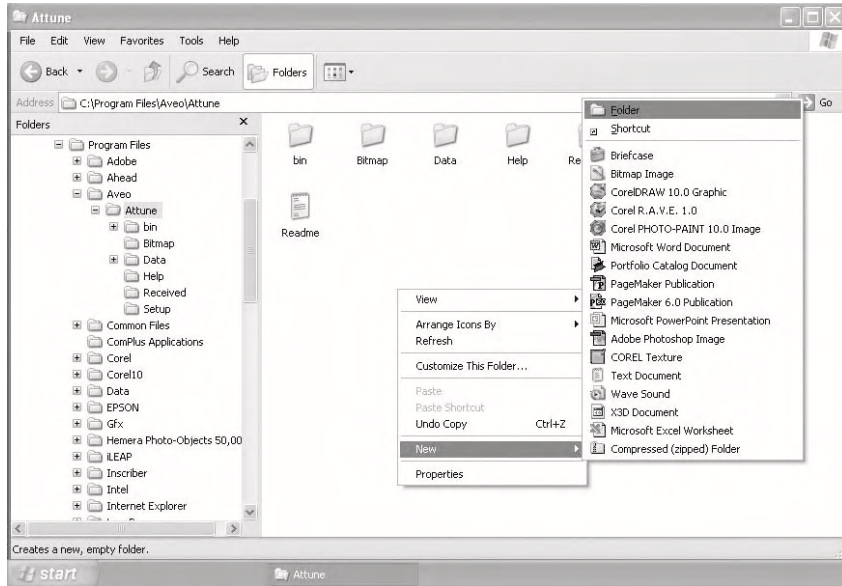 Attune
File Edit View Favorites Tools Help
Back Search Folders
Address C:\Program Files\Aveo\Attune Go
Folders
Program Files
Adobe
Ahead
Aveo
Attune
bin
Bitmap
Data
Help
Received
Setup
Common Files
ComPlus Applications
Corel
Corel10
Data
EPSON
Gfx
Hemera Photo-Objects 50,00
iLEAP
Inscriber
Intel
Internet Explorer
bin Bitmap Data Help Re
Readme
View
Arrange Icons By
Refresh
Customize This Folder...
Paste
Paste Shortcut
Undo Copy Ctrl+Z
New
Properties
Folder
Shortcut
Briefcase
Bitmap Image
CorelDRAW 10.0 Graphic
Corel R.A.V.E. 1.0
Corel PHOTO-PAINT 10.0 Image
Microsoft Word Document
Portfolio Catalog Document
PageMaker Publication
PageMaker 6.0 Publication
Microsoft PowerPoint Presentation
Adobe Photoshop Image
COREL Texture
Text Document
Wave Sound
X3D Document
Microsoft Excel Worksheet
Compressed (zipped) Folder
Creates a new, empty folder.
start Attune